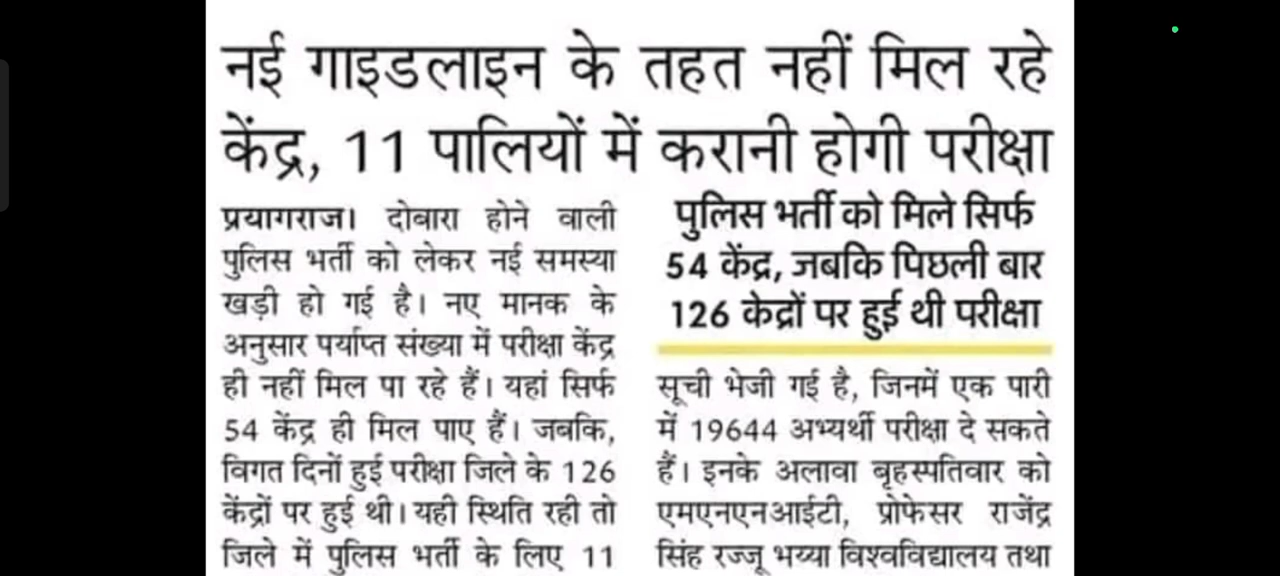 नई गाइडलाइन के तहत नहीं मिल रहे
केंद्र, 11 पालियों में करानी होगी परीक्षा
प्रयागराज। दोबारा होने वाली
पुलिस भर्ती को लेकर नई समस्या
खड़ी हो गई है। नए मानक के
अनुसार पर्याप्त संख्या में परीक्षा केंद्र
ही नहीं मिल पा रहे हैं। यहां सिर्फ
54 केंद्र ही मिल पाए हैं। जबकि,
विगत दिनों हुई परीक्षा जिले के 126
केंद्रों पर हुई थी। यही स्थिति रही तो
जिले में पुलिस भर्ती के लिए 11
पुलिस भर्ती को मिले सिर्फ
54 केंद्र, जबकि पिछली बार
126 केद्रों पर हुई थी परीक्षा
सूची भेजी गई है, जिनमें एक पारी
में 19644 अभ्यर्थी परीक्षा दे सकते
हैं। इनके अलावा बृहस्पतिवार को
एमएनएनआईटी, प्रोफेसर राजेंद्र
सिंह रज्जू भय्या विश्वविद्यालय तथा